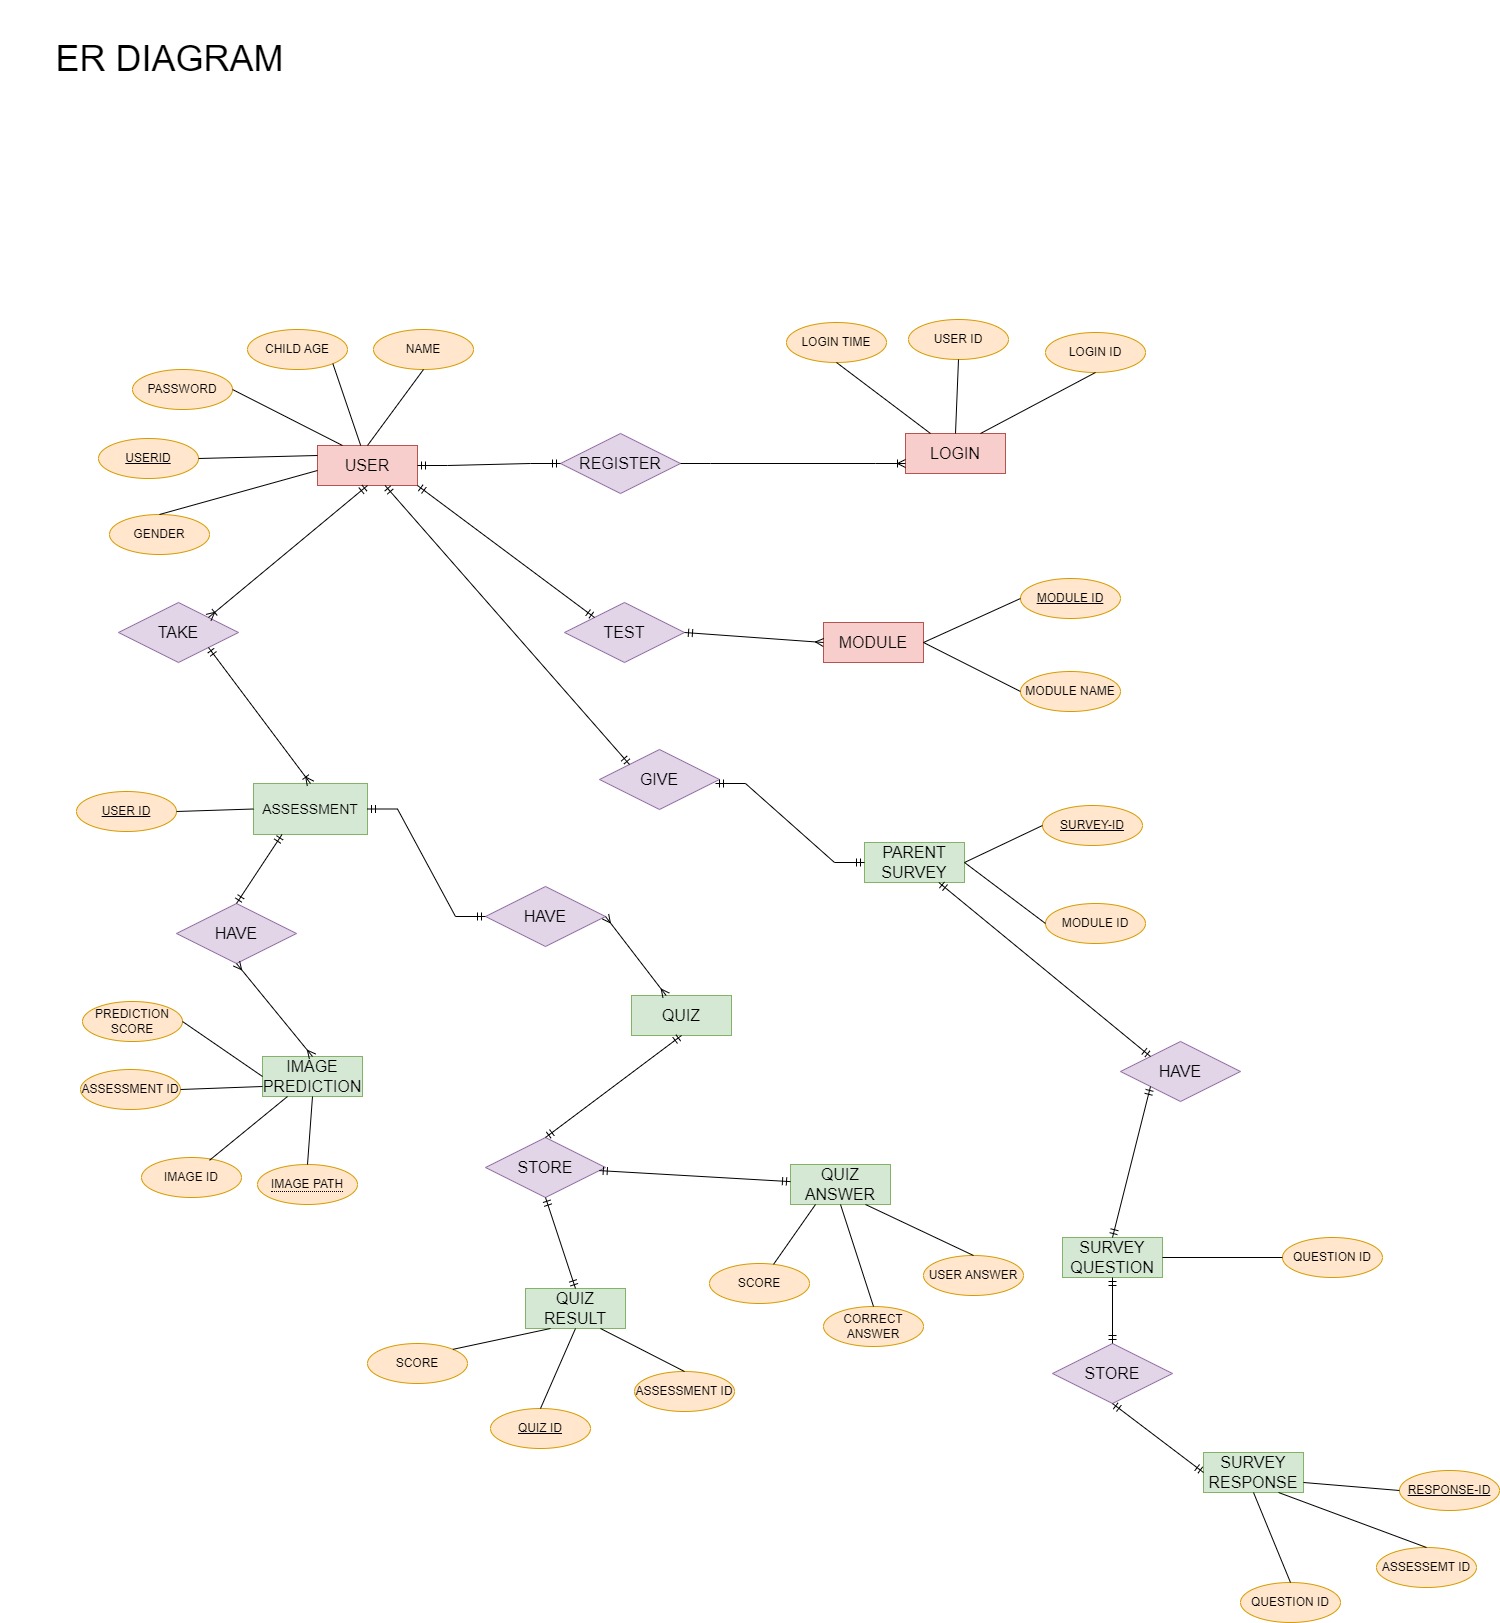 ER DIAGRAM
CHILD AGE
NAME
LOGIN TIME
USER ID
LOGIN ID
PASSWORD
USERID
USER
REGISTER
LOGIN
GENDER
TAKE
TEST
MODULE
MODULE ID
MODULE NAME
GIVE
USER ID
ASSESSMENT
PARENT
SURVEY
SURVEY-ID
MODULE ID
HAVE
HAVE
QUIZ
HAVE
PREDICTION
SCORE
ASSESSMENT ID
IMAGE
PREDICTION
IMAGE ID
IMAGE PATH
STORE
QUIZ
ANSWER
SCORE
CORRECT
ANSWER
USER ANSWER
SURVEY
QUESTION
QUESTION ID
QUIZ
RESULT
SCORE
QUIZ ID
ASSESSMENT ID
STORE
SURVEY
RESPONSE
RESPONSE-ID
ASSESSEMT ID
QUESTION ID